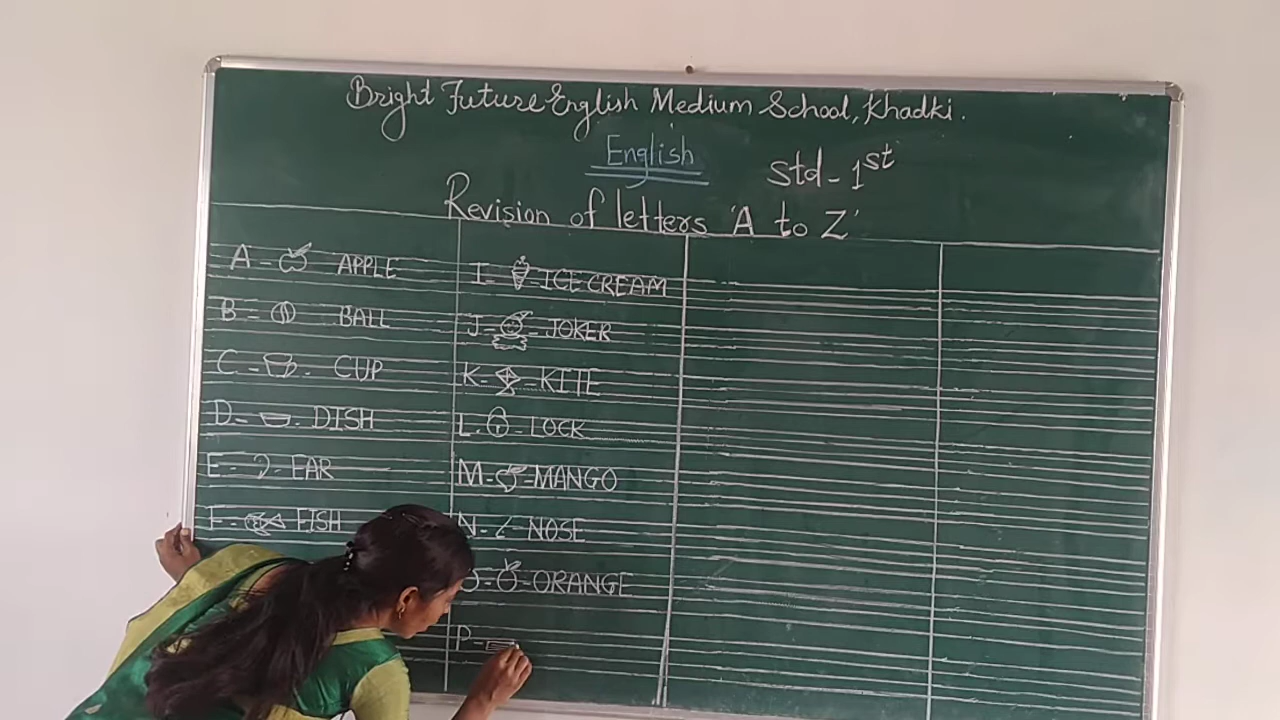 Bright Future English Medium School, Khadki.
English
Std - 1st
Revision of letters 'A to Z'
A - APPLE
B - BALL
C - CUP
D - DISH
E - EAR
F - FISH
I - ICE CREAM
J - JOKER
K - KITE
L - LOCK
M - MANGO
N - NOSE
O - ORANGE
P -